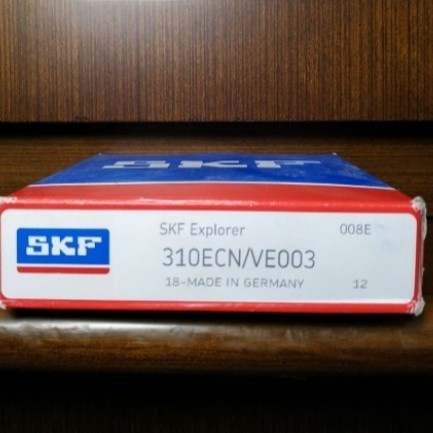 SKF
SKF Explorer 008E
SKF
310ECN/VE003
18-MADE IN GERMANY 12